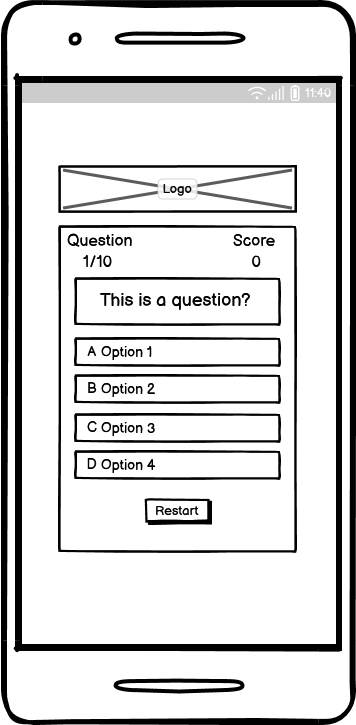 11:40
Logo
Question Score
1/10 0
This is a question?
A Option 1
B Option 2
C Option 3
D Option 4
Restart